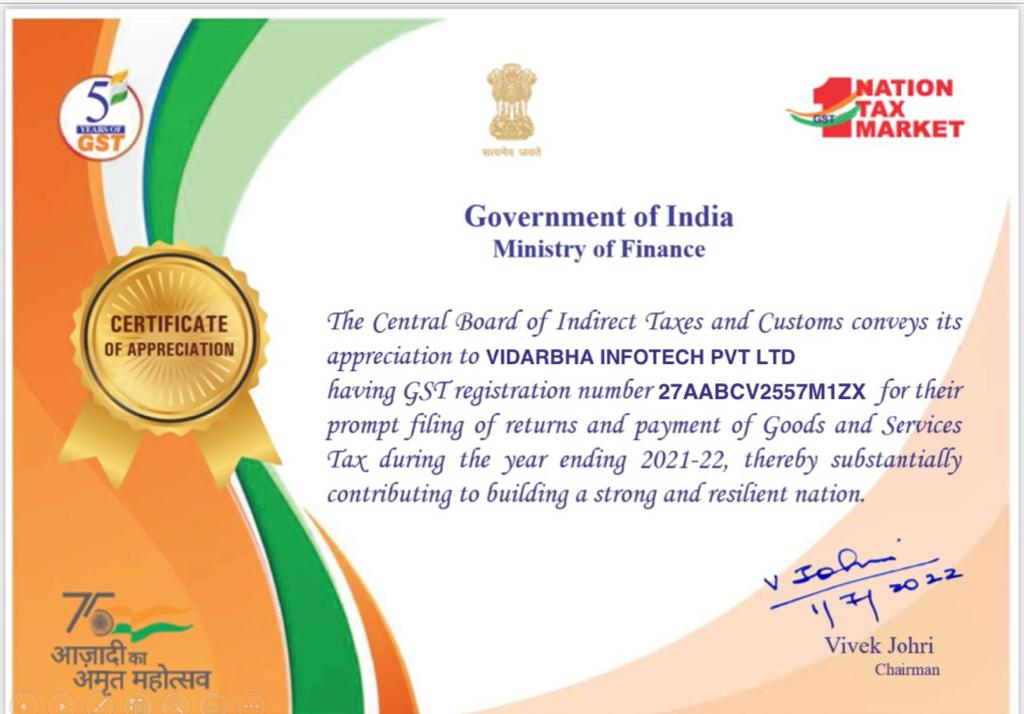 5
YEARS OF
GST
सत्यमेव जयते
1 NATION
TAX
MARKET
GST
Government of India
Ministry of Finance
CERTIFICATE
OF APPRECIATION
The Central Board of Indirect Taxes and Customs conveys its
appreciation to VIDARBHA INFOTECH PVT LTD
having GST registration number 27AABCV2557M1ZX for their
prompt filing of returns and payment of Goods and Services
Tax during the year ending 2021-22, thereby substantially
contributing to building a strong and resilient nation.
V Johri
1/7/2022
Vivek Johri
Chairman
75
आज़ादी का
अमृत महोत्सव